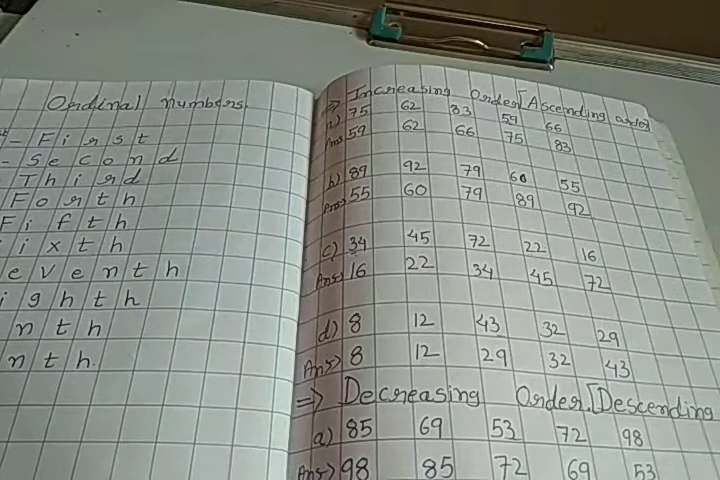 Ordinal numbers
- First
- Second
Third
Forth
Fifth
ixth
eventh
ighth
nth
nth.
⇒ Increasing Order [Ascending order
a) 75 62 83 59 66
Ans) 59 62 66 75 83
b) 89 92 79 60 55
Ans) 55 60 79 89 92
c) 34 45 72 22 16
Ans) 16 22 34 45 72
d) 8 12 43 32 29
Ans) 8 12 29 32 43
⇒ Decreasing Order. [Descending
a) 85 69 53 72 98
Ans) 98 85 72 69 53